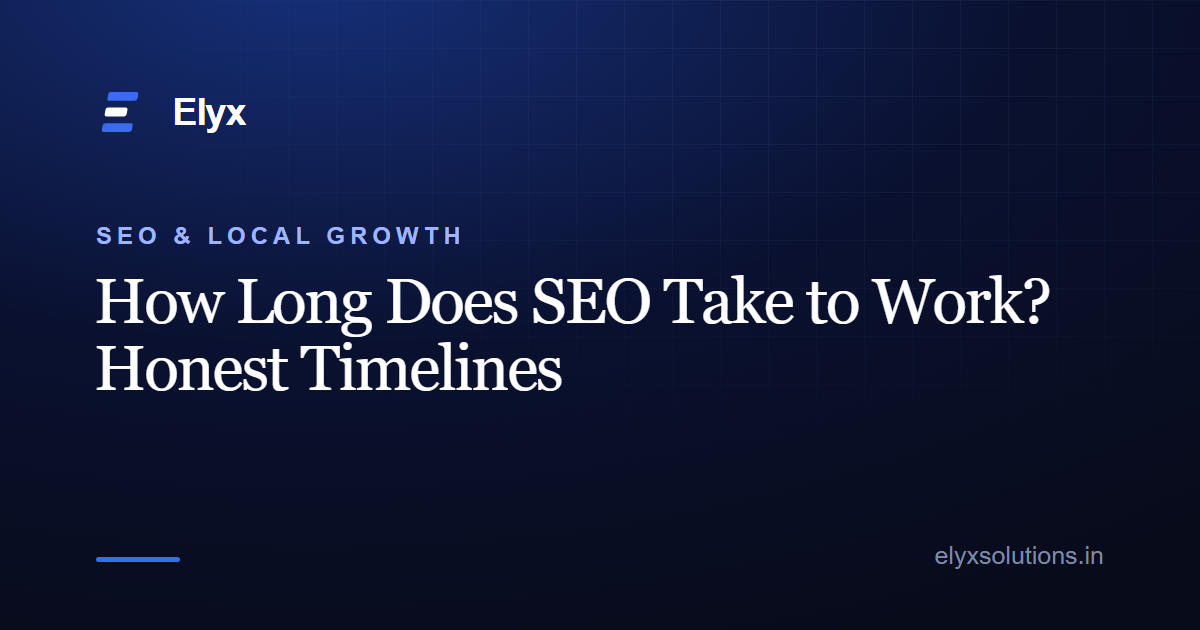 Elyx
SEO & LOCAL GROWTH
How Long Does SEO Take to Work?
Honest Timelines
elyxsolutions.in